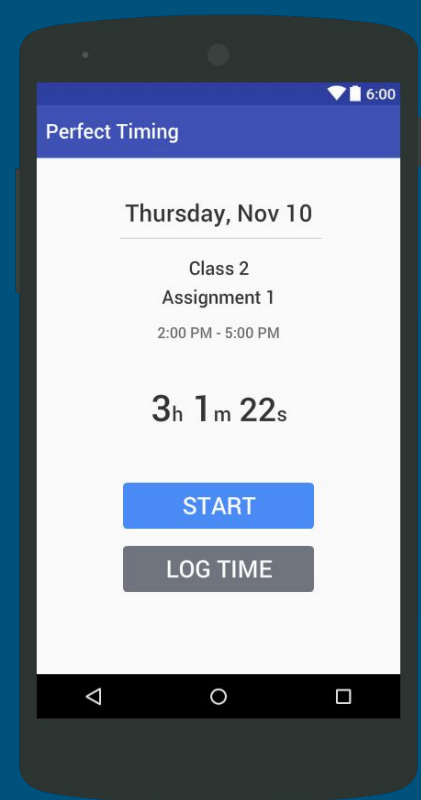 6:00
Perfect Timing
Thursday, Nov 10
Class 2
Assignment 1
2:00 PM - 5:00 PM
3h 1m 22s
START
LOG TIME